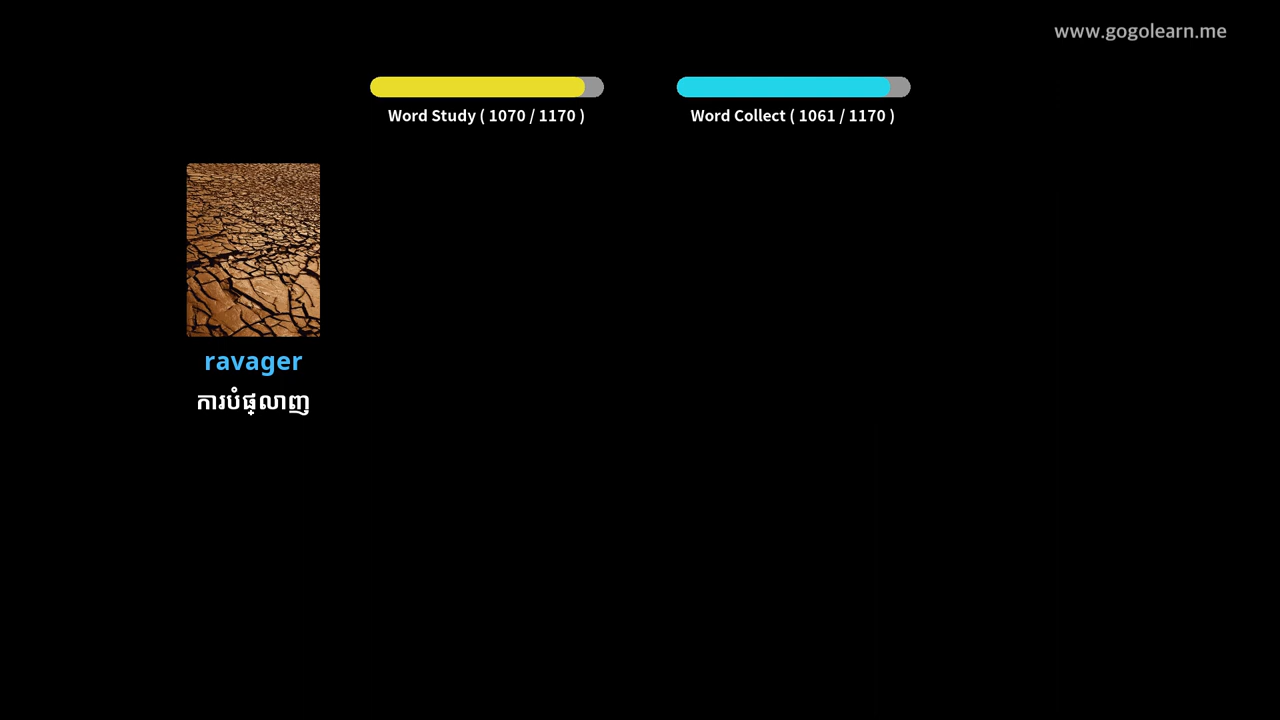 www.gogolearn.me
Word Study ( 1070 / 1170 )
Word Collect ( 1061 / 1170 )
ravager
ការបំផ្លាញ